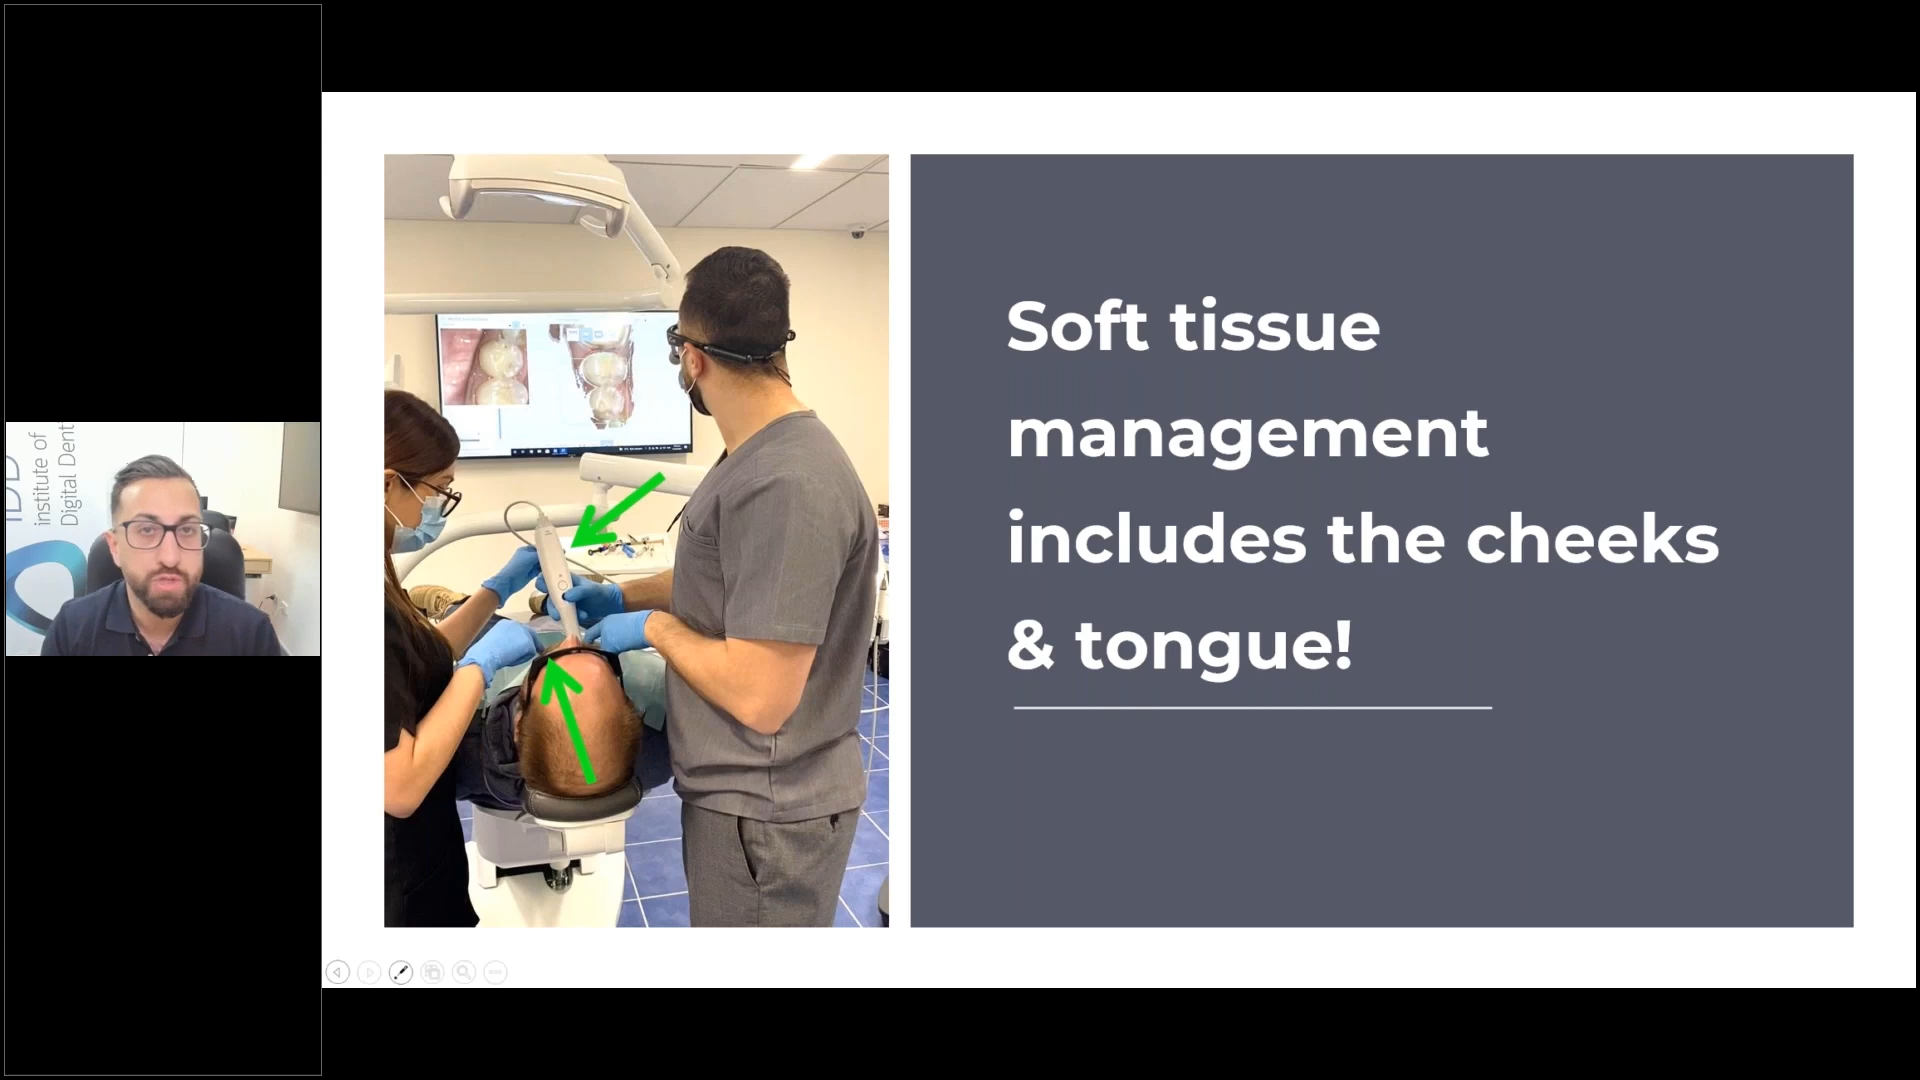 institute of
Digital Dent
Soft tissue
management
includes the cheeks
& tongue!